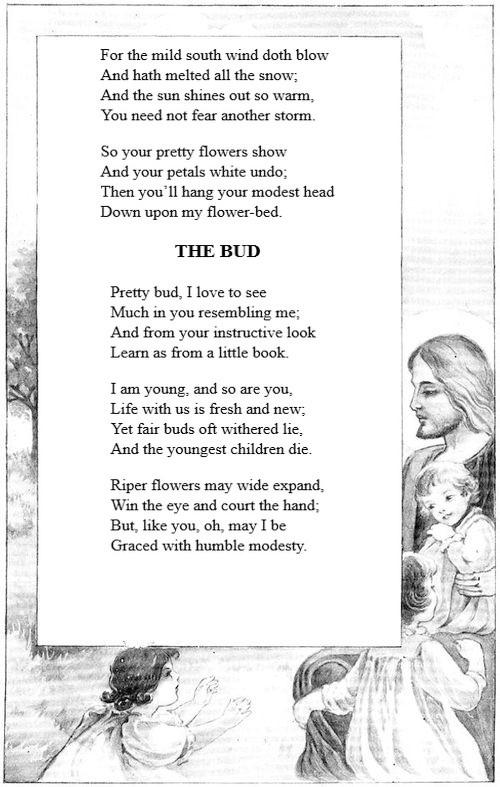 For the mild south wind doth blow
And hath melted all the snow;
And the sun shines out so warm,
You need not fear another storm.
So your pretty flowers show
And your petals white undo;
Then you’ll hang your modest head
Down upon my flower-bed.
THE BUD
Pretty bud, I love to see
Much in you resembling me;
And from your instructive look
Learn as from a little book.
I am young, and so are you,
Life with us is fresh and new;
Yet fair buds oft withered lie,
And the youngest children die.
Riper flowers may wide expand,
Win the eye and court the hand;
But, like you, oh, may I be
Graced with humble modesty.